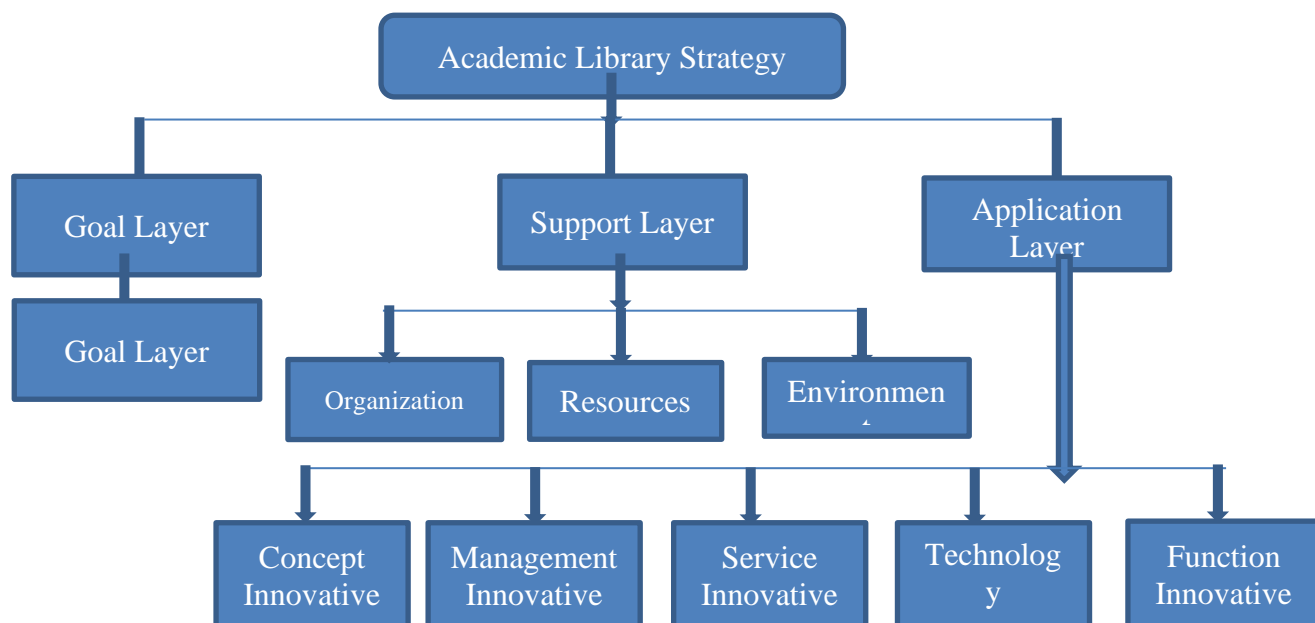 Academic Library Strategy
Goal Layer
Support Layer
Application
Layer
Goal Layer
Organization
Resources
Environmen
t
Concept
Innovative
Management
Innovative
Service
Innovative
Technolog
y
Function
Innovative